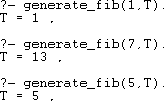 ?- generate_fib(1,T).
T = 1 ,
?- generate_fib(7,T).
T = 13 ,
?- generate_fib(5,T).
T = 5 ,